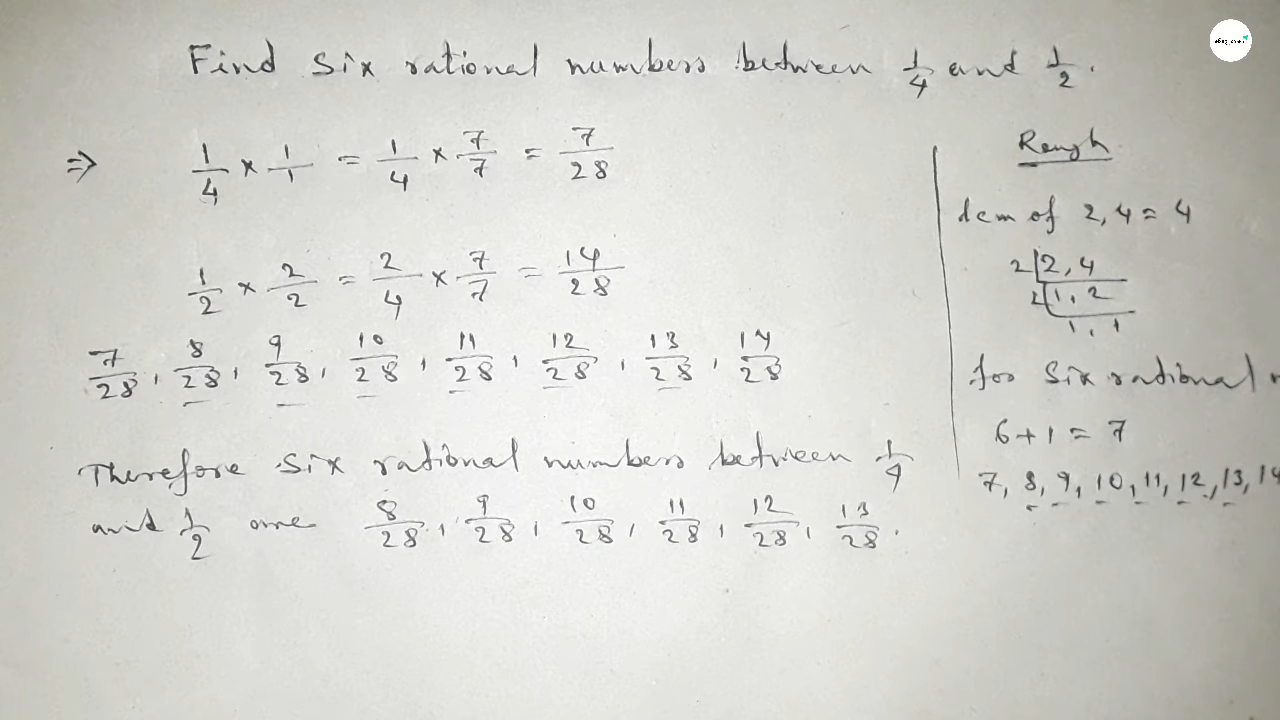 Find six rational numbers between 1/4 and 1/2.
⇒ 1/4 × 1/1 = 1/4 × 7/7 = 7/28
1/2 × 2/2 = 2/4 × 7/7 = 14/28
7/28, 8/28, 9/28, 10/28, 11/28, 12/28, 13/28, 14/28
Therefore six rational numbers between 1/4
and 1/2 are 8/28, 9/28, 10/28, 11/28, 12/28, 13/28.
Rough
lcm of 2, 4 = 4
2 | 2, 4
2 | 1, 2
1, 1
for six rational
6 + 1 = 7
7, 8, 9, 10, 11, 12, 13, 14